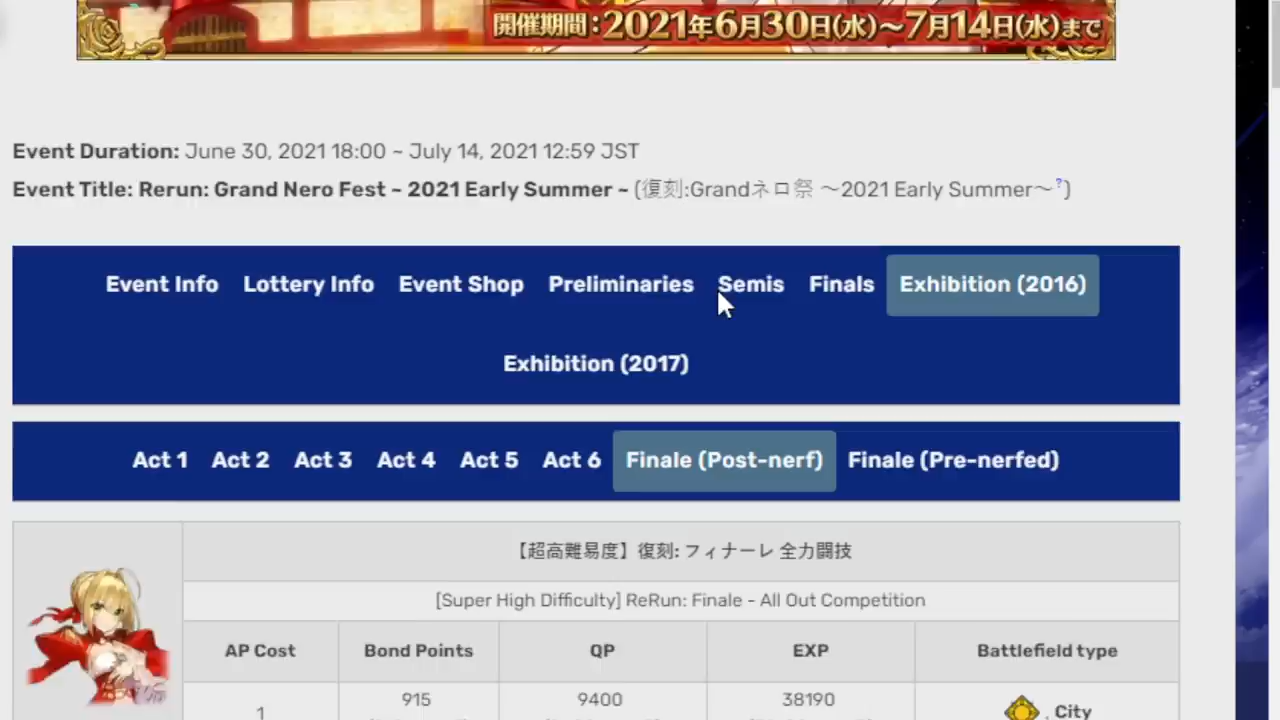 開催期間:2021年6月30日(水)~7月14日(水)まで
Event Duration: June 30, 2021 18:00 ~ July 14, 2021 12:59 JST
Event Title: Rerun: Grand Nero Fest ~ 2021 Early Summer ~ (復刻:Grandネロ祭 ～2021 Early Summer～?)
Event Info Lottery Info Event Shop Preliminaries Semis Finals Exhibition (2016)
Exhibition (2017)
Act 1 Act 2 Act 3 Act 4 Act 5 Act 6 Finale (Post-nerf) Finale (Pre-nerfed)
【超高難易度】復刻: フィナーレ 全力闘技
[Super High Difficulty] ReRun: Finale - All Out Competition
AP Cost Bond Points QP EXP Battlefield type
1 915 9400 38190 City